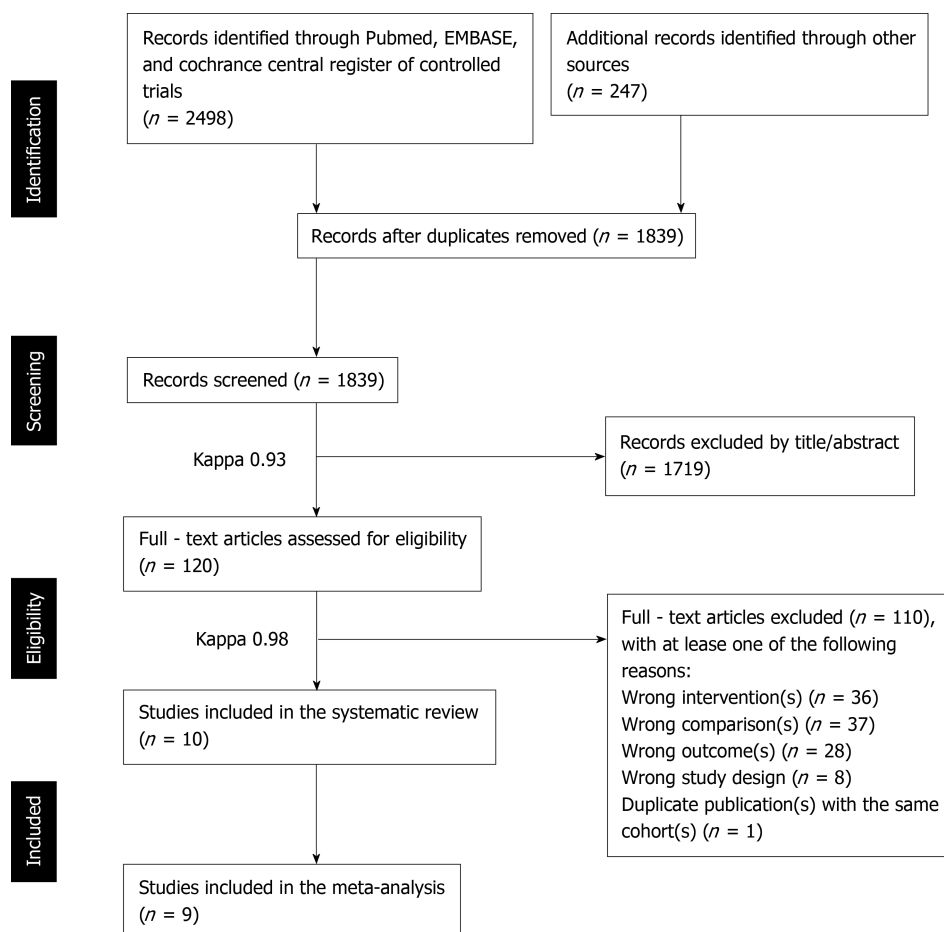 Identification
Records identified through Pubmed, EMBASE,
and cochrance central register of controlled
trials
(n = 2498)
Additional records identified through other
sources
(n = 247)
Records after duplicates removed (n = 1839)
Screening
Records screened (n = 1839)
Kappa 0.93
Records excluded by title/abstract
(n = 1719)
Full - text articles assessed for eligibility
(n = 120)
Eligibility
Kappa 0.98
Full - text articles excluded (n = 110),
with at lease one of the following
reasons:
Wrong intervention(s) (n = 36)
Wrong comparison(s) (n = 37)
Wrong outcome(s) (n = 28)
Wrong study design (n = 8)
Duplicate publication(s) with the same
cohort(s) (n = 1)
Studies included in the systematic review
(n = 10)
Included
Studies included in the meta-analysis
(n = 9)